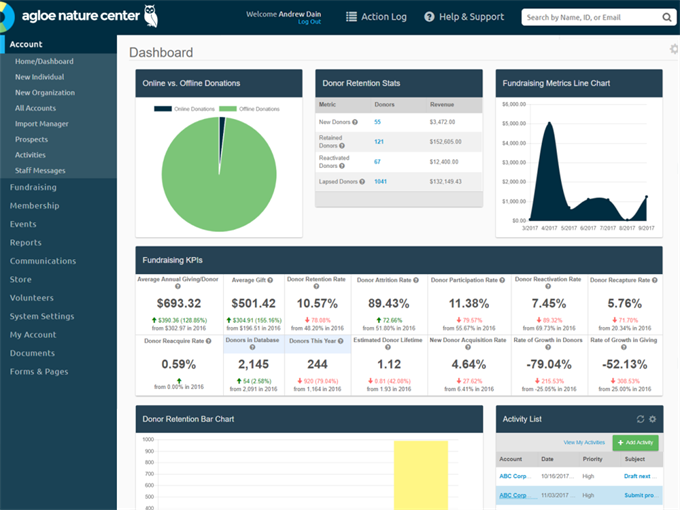 agloe nature center
Welcome Andrew Dain
Log Out
Action Log
Help & Support
Search by Name, ID, or Email
Account
Home/Dashboard
New Individual
New Organization
All Accounts
Import Manager
Prospects
Activities
Staff Messages
Fundraising
Membership
Events
Reports
Communications
Store
Volunteers
System Settings
My Account
Documents
Forms & Pages
Dashboard
Online vs. Offline Donations
Online Donations Offline Donations
Donor Retention Stats
Metric Donors Revenue
New Donors 55 $3,472.00
Retained Donors 121 $152,605.00
Reactivated Donors 67 $12,400.00
Lapsed Donors 1041 $132,149.43
Fundraising Metrics Line Chart
$6,000.00
$5,000.00
$4,000.00
$3,000.00
$2,000.00
$1,000.00
$0.00
3/2017 4/2017 5/2017 6/2017 7/2017 8/2017 9/2017
Fundraising KPIs
Average Annual Giving/Donor
$693.32
$390.36 (128.85%)
from $302.97 in 2016
Average Gift
$501.42
$304.91 (155.16%)
from $196.51 in 2016
Donor Retention Rate
10.57%
78.08%
from 48.20% in 2016
Donor Attrition Rate
89.43%
72.66%
from 51.80% in 2016
Donor Participation Rate
11.38%
79.57%
from 55.67% in 2016
Donor Reactivation Rate
7.45%
89.32%
from 69.73% in 2016
Donor Recapture Rate
5.76%
71.70%
from 20.34% in 2016
Donor Reacquire Rate
0.59%
from 0.00% in 2016
Donors in Database
2,145
54 (2.58%)
from 2,091 in 2016
Donors This Year
244
920 (79.04%)
from 1,164 in 2016
Estimated Donor Lifetime
1.12
0.81 (42.08%)
from 1.93 in 2016
New Donor Acquisition Rate
4.64%
27.62%
from 6.41% in 2016
Rate of Growth in Donors
-79.04%
215.53%
from -25.05% in 2016
Rate of Growth in Giving
-52.13%
308.53%
from 25.00% in 2016
Donor Retention Bar Chart
1000
900
800
700
600
500
400
Activity List
View My Activities
Add Activity
Account Date Priority Subject
ABC Corp 10/16/2017... High Draft next...
ABC Corp 11/03/2017 ... High Submit pro...